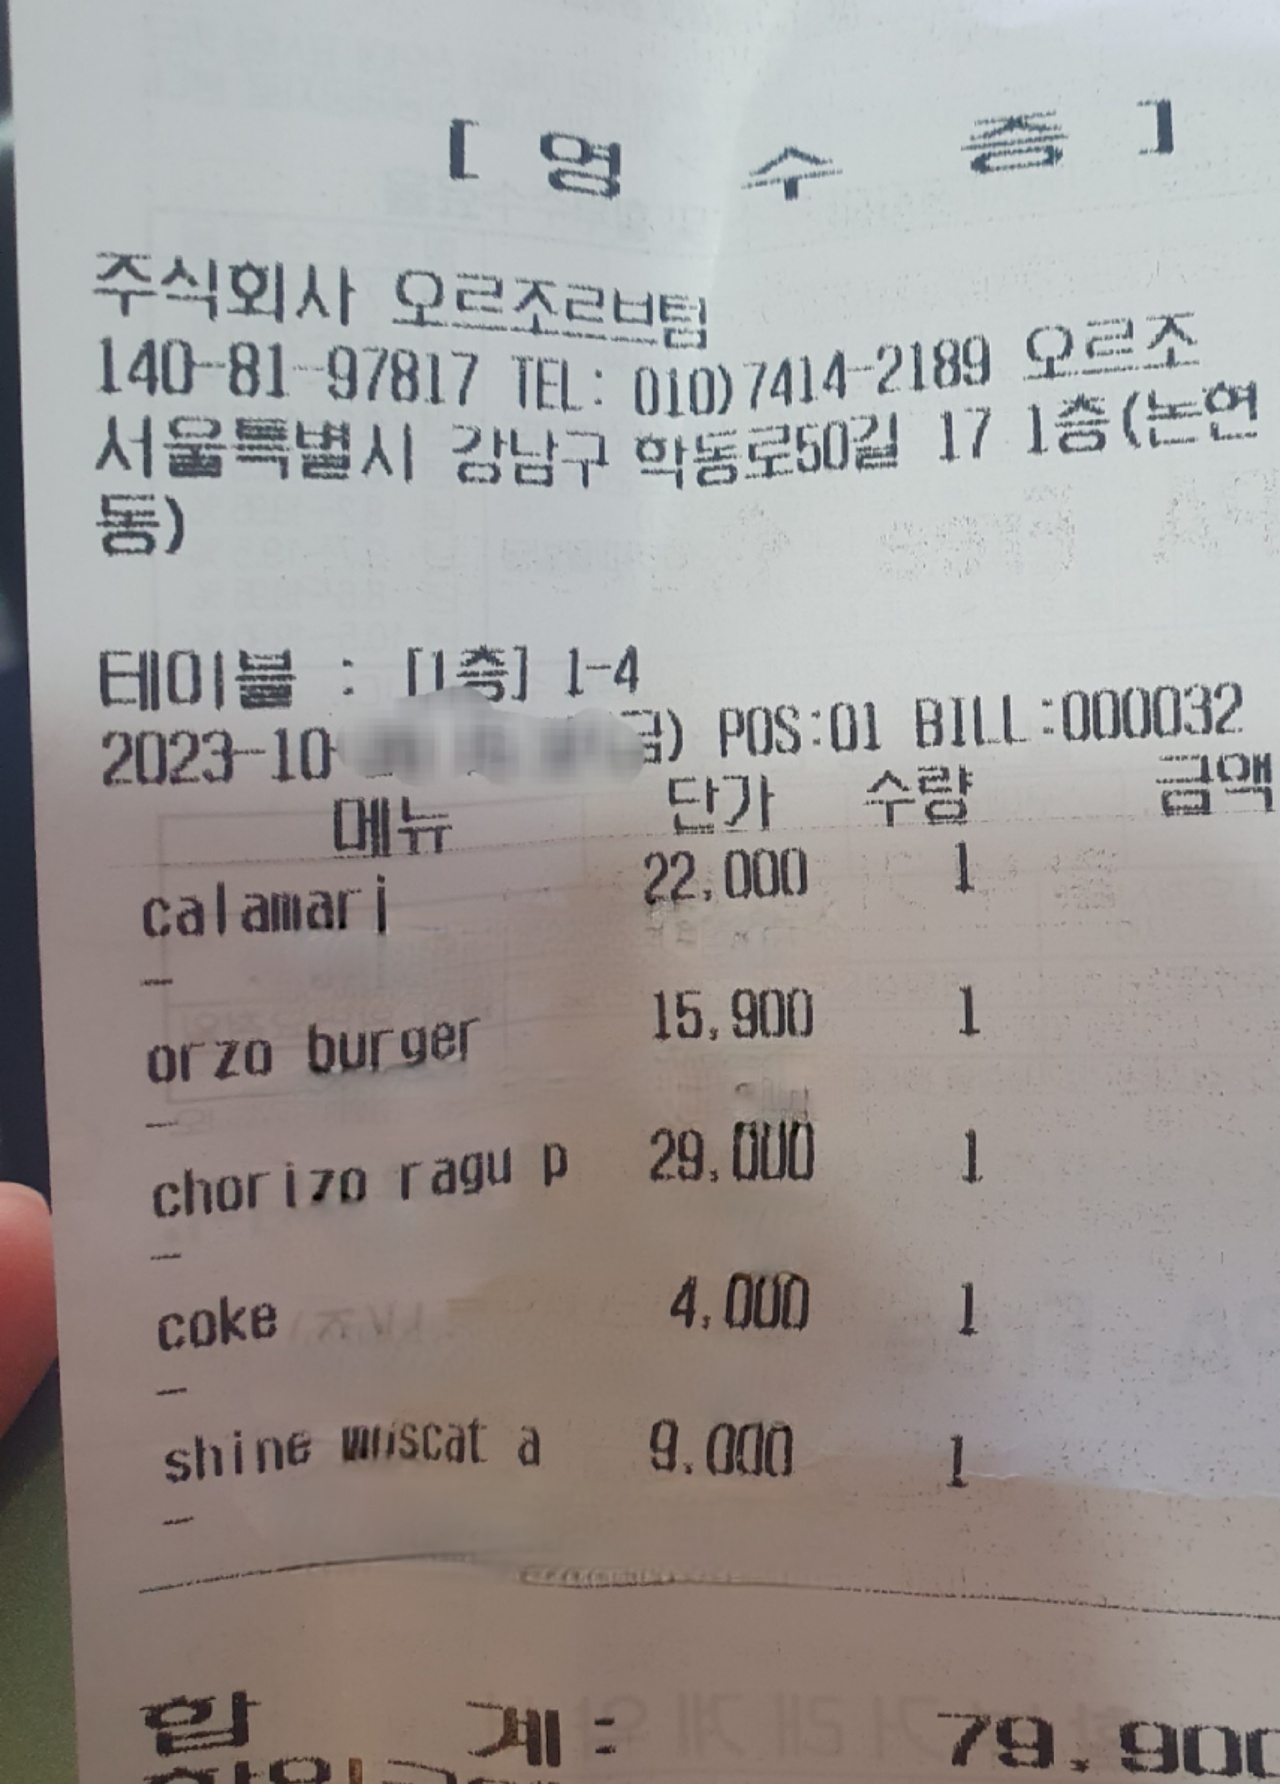 [ 영 수 증 ]
주식회사 오르조르브텀
140-81-97817 TEL: 010)7414-2189 오르조
서울특별시 강남구 학동로50길 17 1층(논현
동)
테이블 : [1층] 1-4
2023-10 금) POS:01 BILL:000032
메뉴 단가 수량 금액
calamari 22,000 1
-
orzo burger 15,900 1
-
chorizo ragu p 29,000 1
-
coke 4,000 1
-
shine muscat a 9,000 1
-
합 계: 79,900